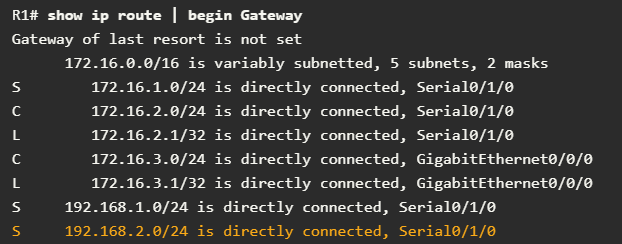 R1# show ip route | begin Gateway
Gateway of last resort is not set
172.16.0.0/16 is variably subnetted, 5 subnets, 2 masks
S 172.16.1.0/24 is directly connected, Serial0/1/0
C 172.16.2.0/24 is directly connected, Serial0/1/0
L 172.16.2.1/32 is directly connected, Serial0/1/0
C 172.16.3.0/24 is directly connected, GigabitEthernet0/0/0
L 172.16.3.1/32 is directly connected, GigabitEthernet0/0/0
S 192.168.1.0/24 is directly connected, Serial0/1/0
S 192.168.2.0/24 is directly connected, Serial0/1/0